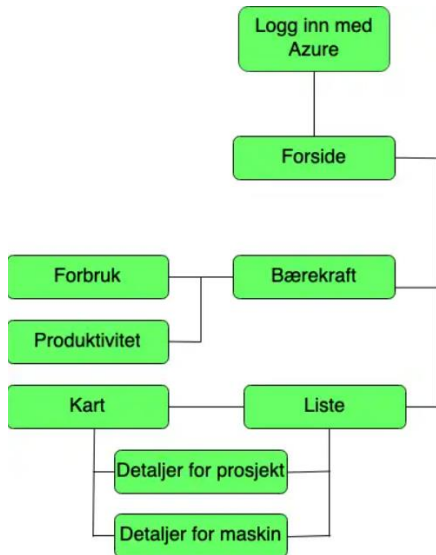 Logg inn med
Azure
Forside
Forbruk
Bærekraft
Produktivitet
Kart
Liste
Detaljer for prosjekt
Detaljer for maskin